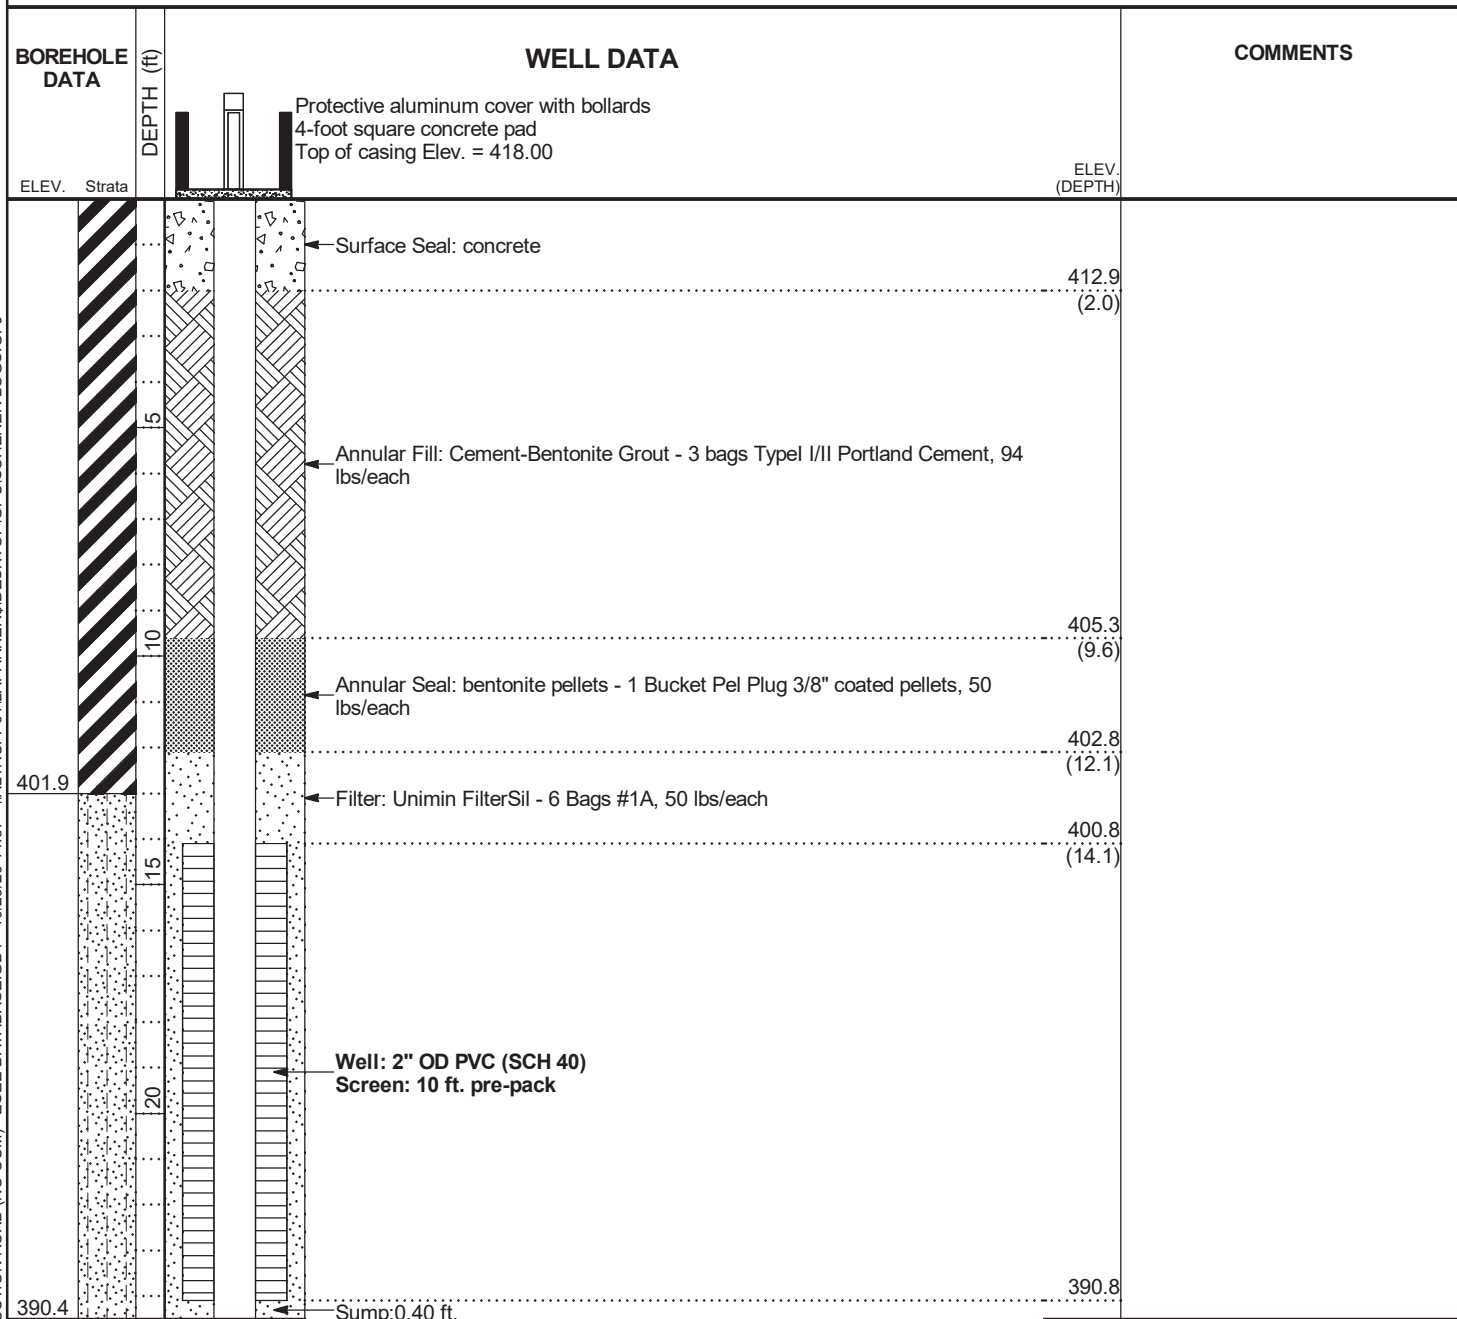 BOREHOLE
DATA
DEPTH (ft)
WELL DATA
COMMENTS
Protective aluminum cover with bollards
4-foot square concrete pad
Top of casing Elev. = 418.00
ELEV.
(DEPTH)
ELEV. Strata
Surface Seal: concrete
412.9
(2.0)
5
Annular Fill: Cement-Bentonite Grout - 3 bags TypeI I/II Portland Cement, 94
lbs/each
405.3
(9.6)
10
Annular Seal: bentonite pellets - 1 Bucket Pel Plug 3/8" coated pellets, 50
lbs/each
402.8
(12.1)
401.9
Filter: Unimin FilterSil - 6 Bags #1A, 50 lbs/each
400.8
(14.1)
15
Well: 2" OD PVC (SCH 40)
Screen: 10 ft. pre-pack
20
390.8
390.4
Sump:0.40 ft.